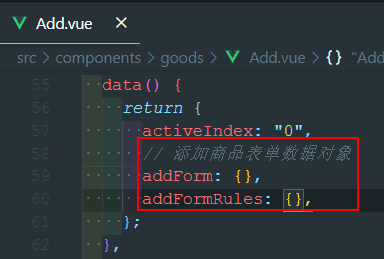 Add.vue ×
src > components > goods > Add.vue > {} "Ad
55 data() {
56 return {
57 activeIndex: "0",
58 // 添加商品表单数据对象
59 addForm: {},
60 addFormRules: {},
61 };
62 },